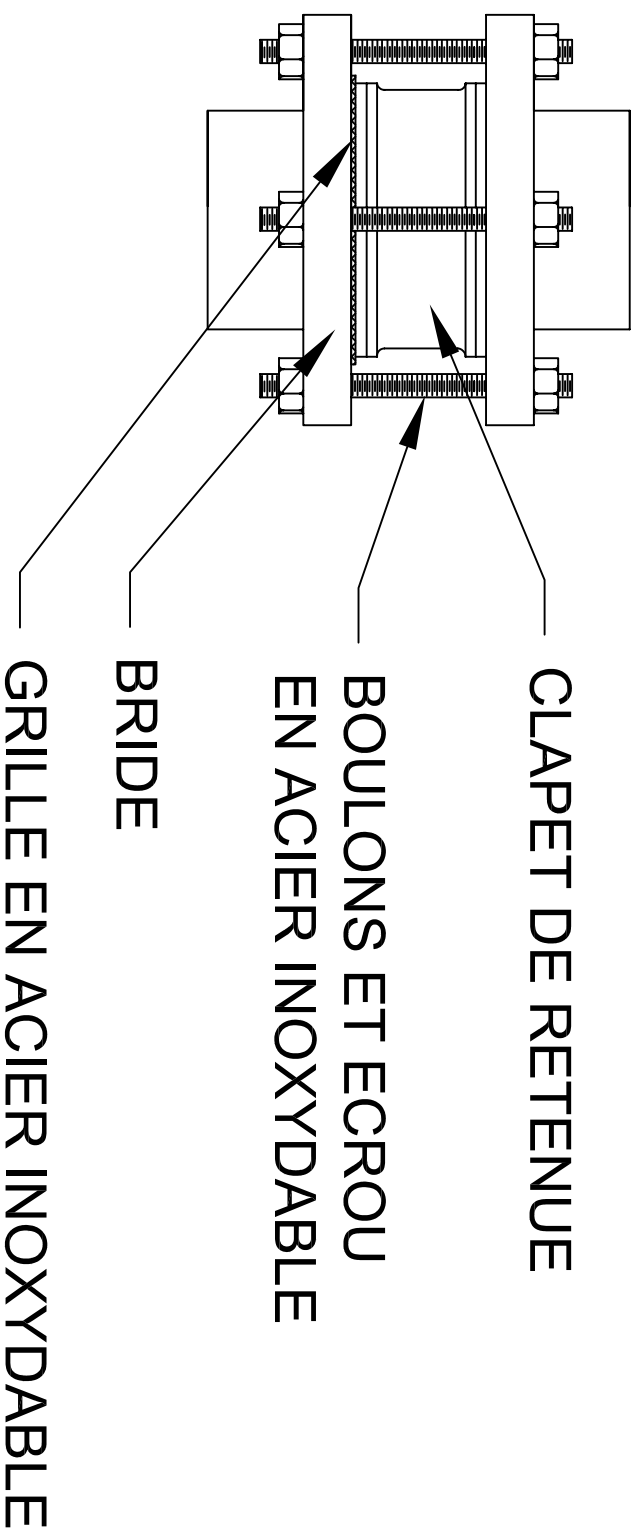 CLAPET DE RETENUE
BOULONS ET ECROU
EN ACIER INOXYDABLE
BRIDE
GRILLE EN ACIER INOXYDABLE